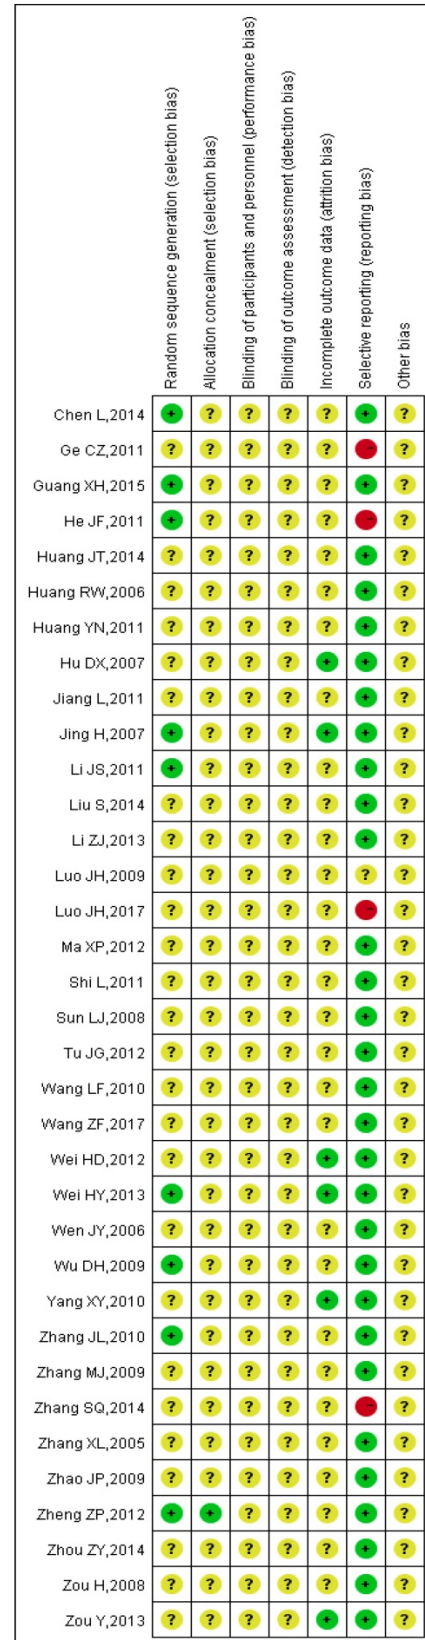 Random sequence generation (selection bias)
Allocation concealment (selection bias)
Blinding of participants and personnel (performance bias)
Blinding of outcome assessment (detection bias)
Incomplete outcome data (attrition bias)
Selective reporting (reporting bias)
Other bias
Chen L,2014 + ? ? ? ? + ?
Ge CZ,2011 ? ? ? ? ? - ?
Guang XH,2015 + ? ? ? ? + ?
He JF,2011 + ? ? ? ? - ?
Huang JT,2014 ? ? ? ? ? + ?
Huang RW,2006 ? ? ? ? ? + ?
Huang YN,2011 ? ? ? ? ? + ?
Hu DX,2007 ? ? ? ? + + ?
Jiang L,2011 ? ? ? ? ? + ?
Jing H,2007 + ? ? ? + + ?
Li JS,2011 + ? ? ? ? + ?
Liu S,2014 ? ? ? ? ? + ?
Li ZJ,2013 ? ? ? ? ? + ?
Luo JH,2009 ? ? ? ? ? ? ?
Luo JH,2017 ? ? ? ? ? - ?
Ma XP,2012 ? ? ? ? ? + ?
Shi L,2011 ? ? ? ? ? + ?
Sun LJ,2008 ? ? ? ? ? + ?
Tu JG,2012 ? ? ? ? ? + ?
Wang LF,2010 ? ? ? ? ? + ?
Wang ZF,2017 ? ? ? ? ? + ?
Wei HD,2012 ? ? ? ? + + ?
Wei HY,2013 + ? ? ? + + ?
Wen JY,2006 ? ? ? ? ? + ?
Wu DH,2009 + ? ? ? ? + ?
Yang XY,2010 ? ? ? ? + + ?
Zhang JL,2010 + ? ? ? ? + ?
Zhang MJ,2009 ? ? ? ? ? + ?
Zhang SQ,2014 ? ? ? ? ? - ?
Zhang XL,2005 ? ? ? ? ? + ?
Zhao JP,2009 ? ? ? ? ? + ?
Zheng ZP,2012 + + ? ? ? + ?
Zhou ZY,2014 ? ? ? ? ? + ?
Zou H,2008 ? ? ? ? ? + ?
Zou Y,2013 ? ? ? ? + + ?